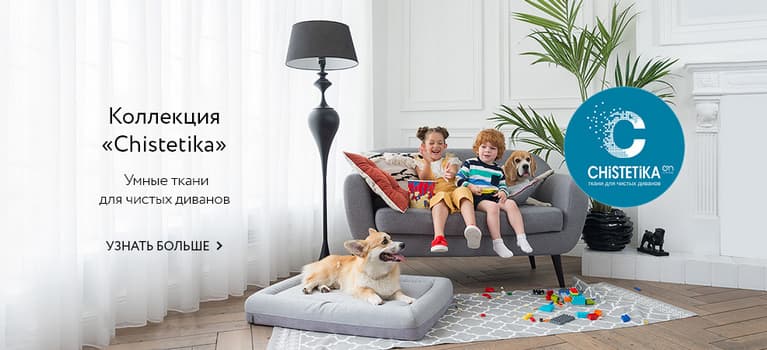 Коллекция
«Chistetika»
Умные ткани
для чистых диванов
УЗНАТЬ БОЛЬШЕ >
C
CHiSTETiKA
ткани для чистых диванов